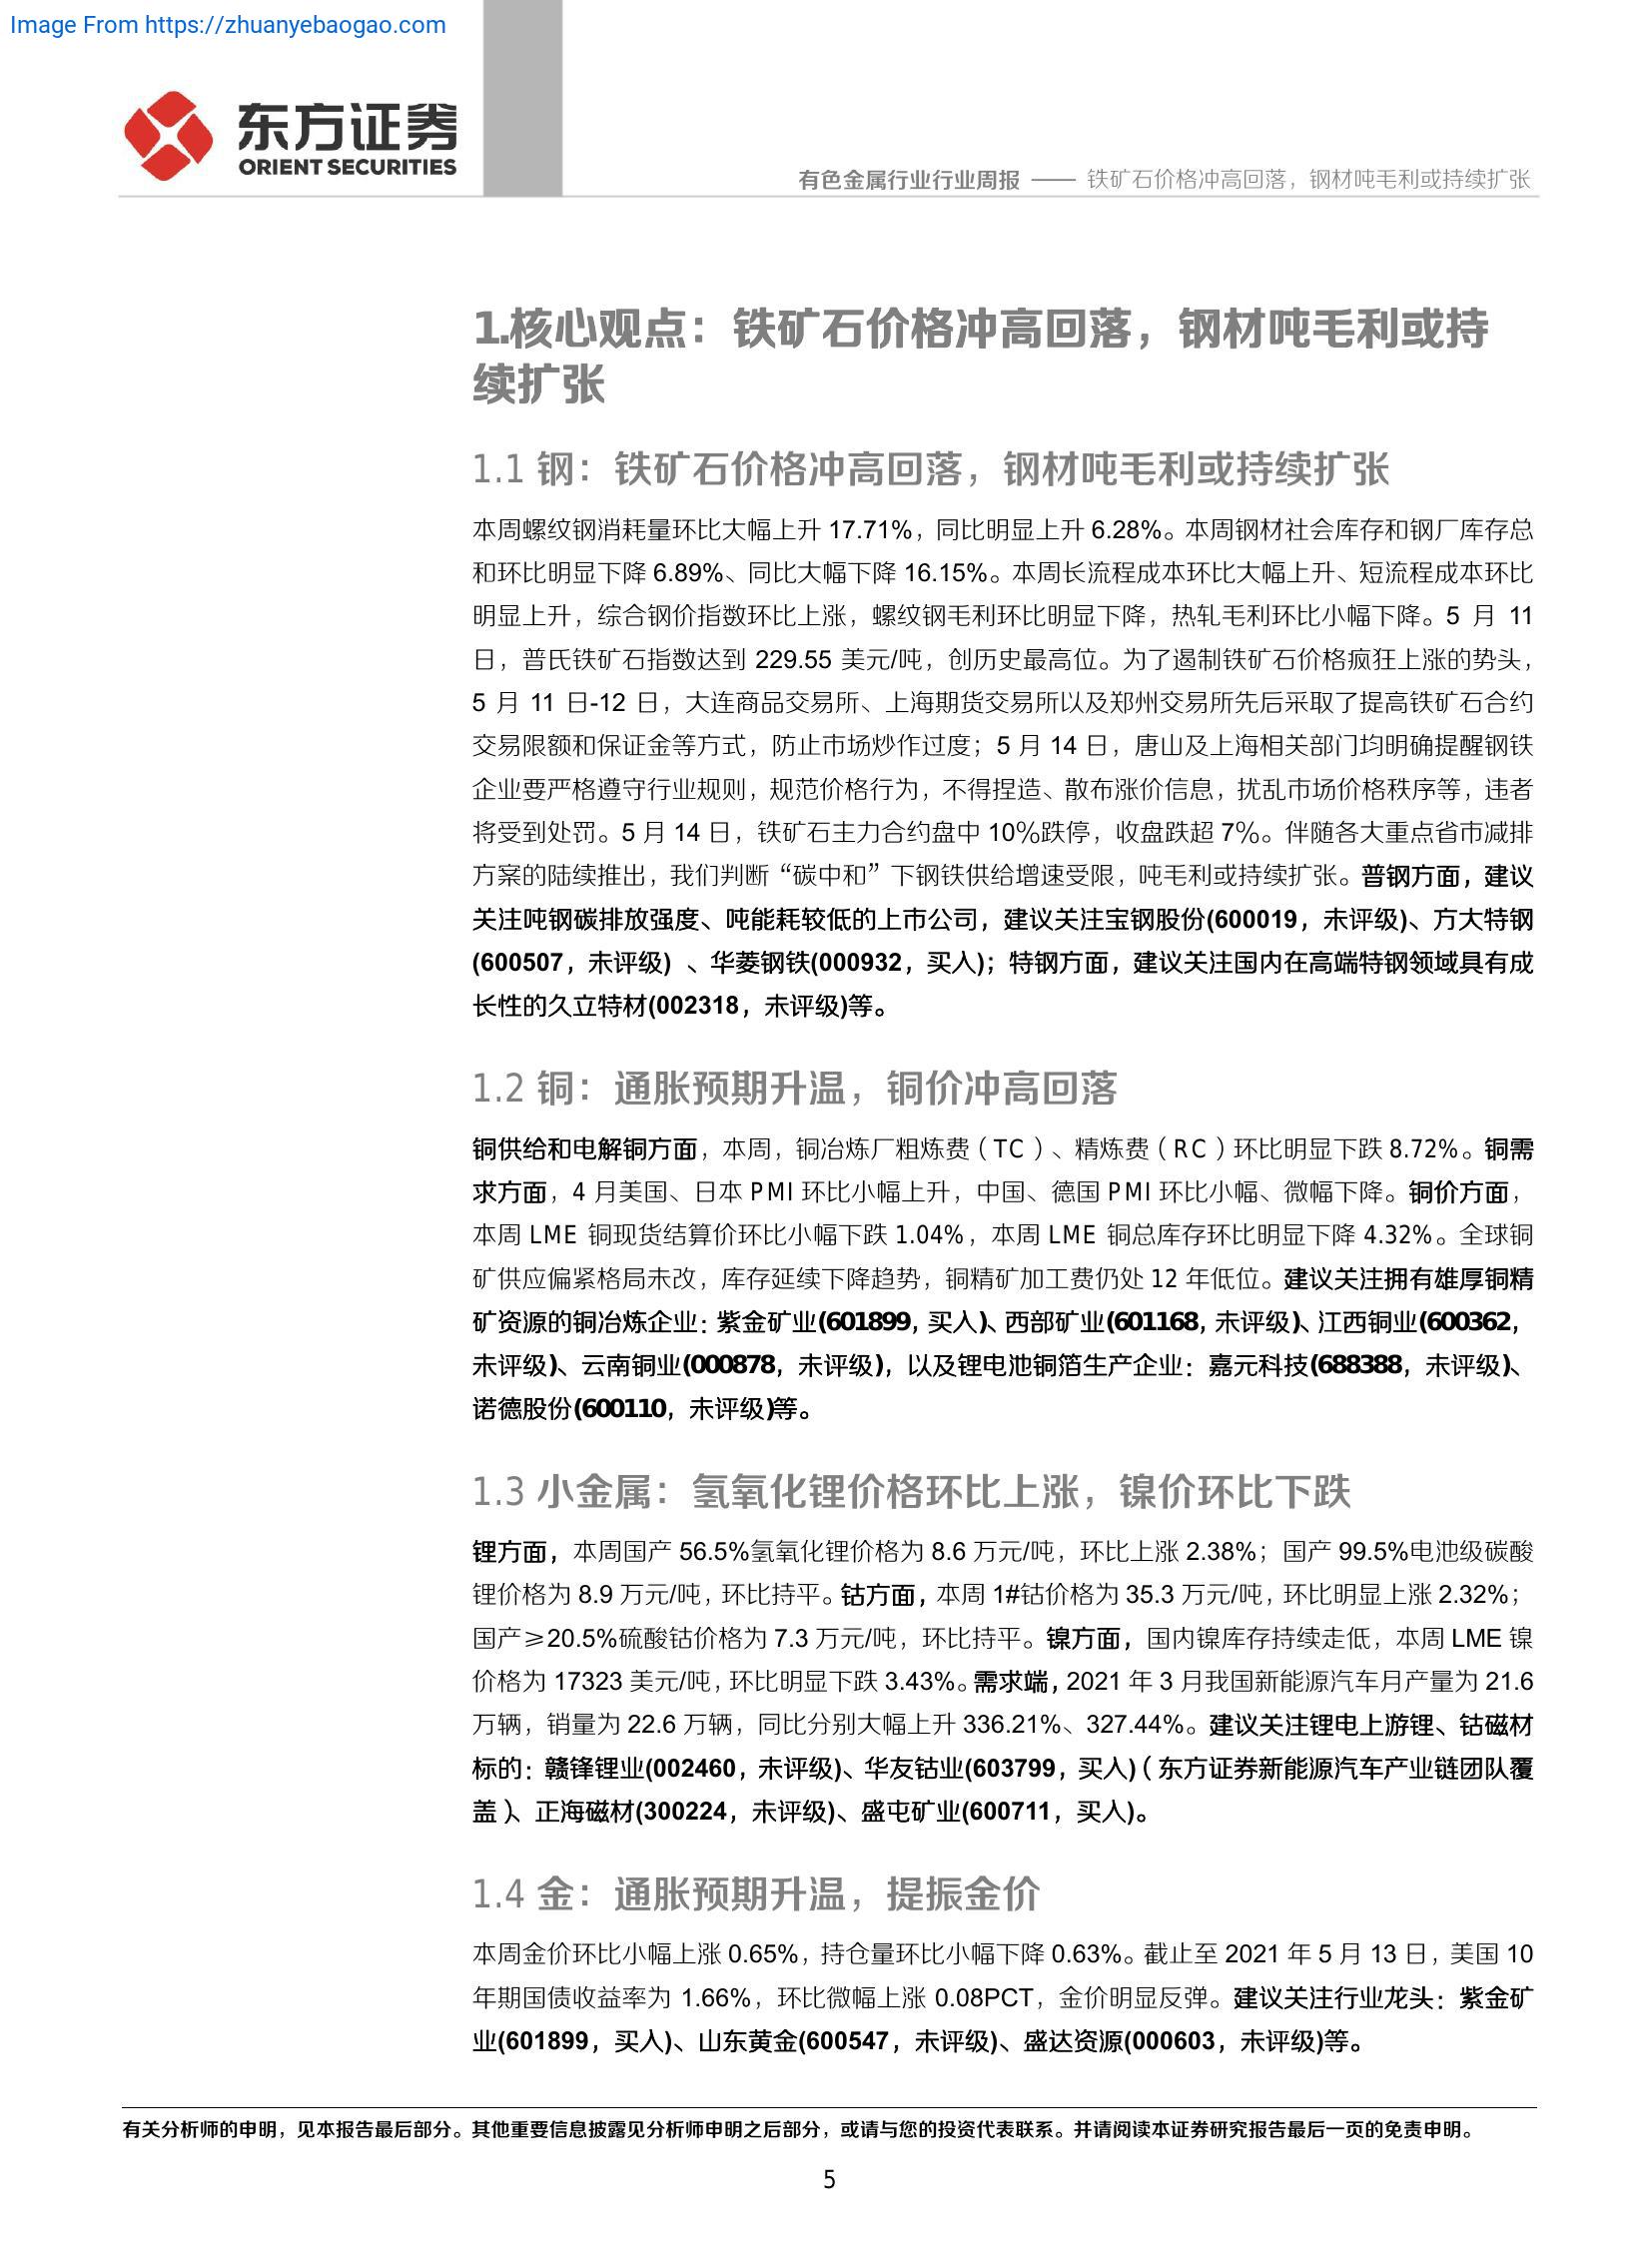 Image From https://zhuanyebaogao.com
东方证券
ORIENT SECURITIES
有色金属行业行业周报 —— 铁矿石价格冲高回落，钢材吨毛利或持续扩张
1.核心观点：铁矿石价格冲高回落，钢材吨毛利或持
续扩张
1.1 钢：铁矿石价格冲高回落，钢材吨毛利或持续扩张
本周螺纹钢消耗量环比大幅上升 17.71%，同比明显上升 6.28%。本周钢材社会库存和钢厂库存总
和环比明显下降 6.89%、同比大幅下降 16.15%。本周长流程成本环比大幅上升、短流程成本环比
明显上升，综合钢价指数环比上涨，螺纹钢毛利环比明显下降，热轧毛利环比小幅下降。5 月 11
日，普氏铁矿石指数达到 229.55 美元/吨，创历史最高位。为了遏制铁矿石价格疯狂上涨的势头，
5 月 11 日-12 日，大连商品交易所、上海期货交易所以及郑州交易所先后采取了提高铁矿石合约
交易限额和保证金等方式，防止市场炒作过度；5 月 14 日，唐山及上海相关部门均明确提醒钢铁
企业要严格遵守行业规则，规范价格行为，不得捏造、散布涨价信息，扰乱市场价格秩序等，违者
将受到处罚。5 月 14 日，铁矿石主力合约盘中 10%跌停，收盘跌超 7%。伴随各大重点省市减排
方案的陆续推出，我们判断“碳中和”下钢铁供给增速受限，吨毛利或持续扩张。普钢方面，建议
关注吨钢碳排放强度、吨能耗较低的上市公司，建议关注宝钢股份(600019，未评级)、方大特钢
(600507，未评级) 、华菱钢铁(000932，买入)；特钢方面，建议关注国内在高端特钢领域具有成
长性的久立特材(002318，未评级)等。
1.2 铜：通胀预期升温，铜价冲高回落
铜供给和电解铜方面，本周，铜冶炼厂粗炼费（TC）、精炼费（RC）环比明显下跌 8.72%。铜需
求方面，4 月美国、日本 PMI 环比小幅上升，中国、德国 PMI 环比小幅、微幅下降。铜价方面，
本周 LME 铜现货结算价环比小幅下跌 1.04%，本周 LME 铜总库存环比明显下降 4.32%。全球铜
矿供应偏紧格局未改，库存延续下降趋势，铜精矿加工费仍处 12 年低位。建议关注拥有雄厚铜精
矿资源的铜冶炼企业：紫金矿业(601899，买入)、西部矿业(601168，未评级)、江西铜业(600362，
未评级)、云南铜业(000878，未评级)，以及锂电池铜箔生产企业：嘉元科技(688388，未评级)、
诺德股份(600110，未评级)等。
1.3 小金属：氢氧化锂价格环比上涨，镍价环比下跌
锂方面，本周国产 56.5%氢氧化锂价格为 8.6 万元/吨，环比上涨 2.38%；国产 99.5%电池级碳酸
锂价格为 8.9 万元/吨，环比持平。钴方面，本周 1#钴价格为 35.3 万元/吨，环比明显上涨 2.32%；
国产≥20.5%硫酸钴价格为 7.3 万元/吨，环比持平。镍方面，国内镍库存持续走低，本周 LME 镍
价格为 17323 美元/吨，环比明显下跌 3.43%。需求端，2021 年 3 月我国新能源汽车月产量为 21.6
万辆，销量为 22.6 万辆，同比分别大幅上升 336.21%、327.44%。建议关注锂电上游锂、钴磁材
标的：赣锋锂业(002460，未评级)、华友钴业(603799，买入)（东方证券新能源汽车产业链团队覆
盖）、正海磁材(300224，未评级)、盛屯矿业(600711，买入)。
1.4 金：通胀预期升温，提振金价
本周金价环比小幅上涨 0.65%，持仓量环比小幅下降 0.63%。截止至 2021 年 5 月 13 日，美国 10
年期国债收益率为 1.66%，环比微幅上涨 0.08PCT，金价明显反弹。建议关注行业龙头：紫金矿
业(601899，买入)、山东黄金(600547，未评级)、盛达资源(000603，未评级)等。
有关分析师的申明，见本报告最后部分。其他重要信息披露见分析师申明之后部分，或请与您的投资代表联系。并请阅读本证券研究报告最后一页的免责申明。
5